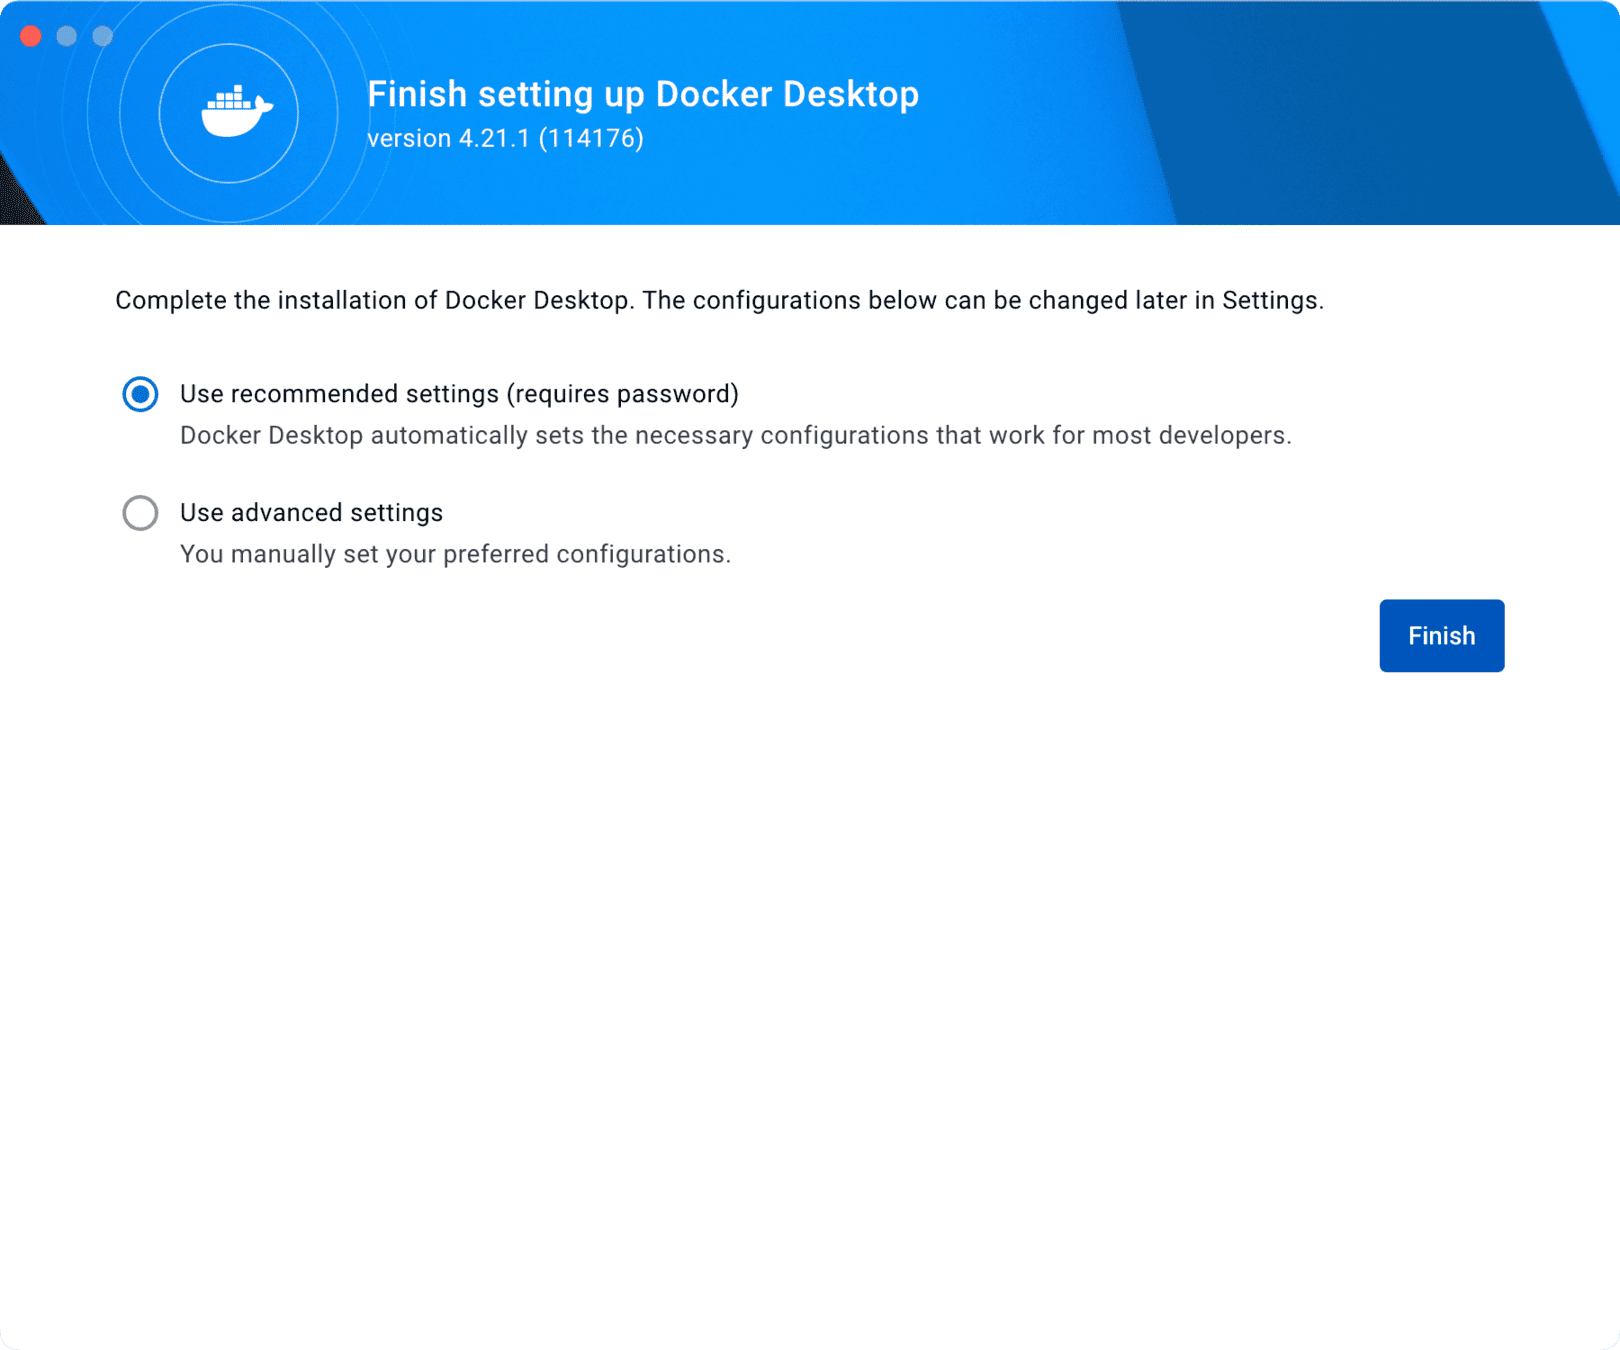 Finish setting up Docker Desktop
version 4.21.1 (114176)
Complete the installation of Docker Desktop. The configurations below can be changed later in Settings.
Use recommended settings (requires password)
Docker Desktop automatically sets the necessary configurations that work for most developers.
Use advanced settings
You manually set your preferred configurations.
Finish